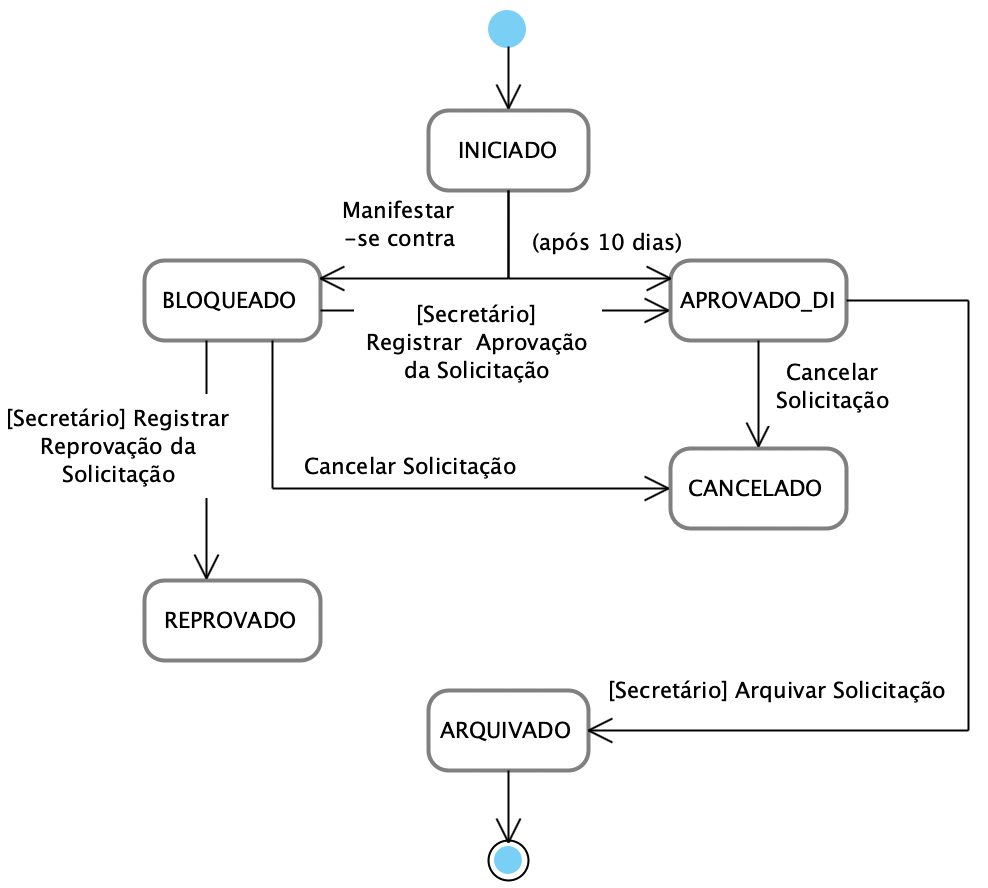 INICIADO
Manifestar
-se contra
(após 10 dias)
BLOQUEADO
[Secretário]
Registrar Aprovação
da Solicitação
APROVADO_DI
Cancelar
Solicitação
[Secretário] Registrar
Reprovação da
Solicitação
Cancelar Solicitação
CANCELADO
REPROVADO
[Secretário] Arquivar Solicitação
ARQUIVADO